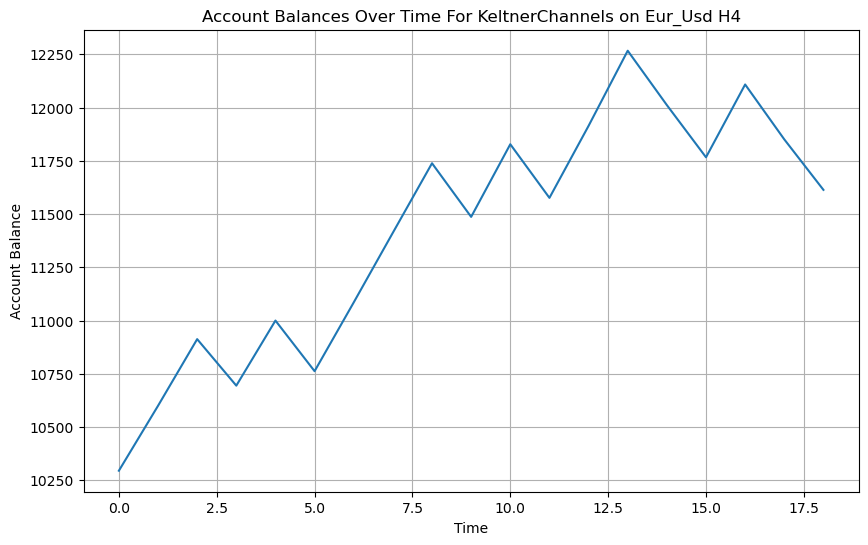 Account Balances Over Time For KeltnerChannels on Eur_Usd H4
12250
12000
11750
11500
11250
11000
10750
10500
10250
Account Balance
0.0 2.5 5.0 7.5 10.0 12.5 15.0 17.5
Time